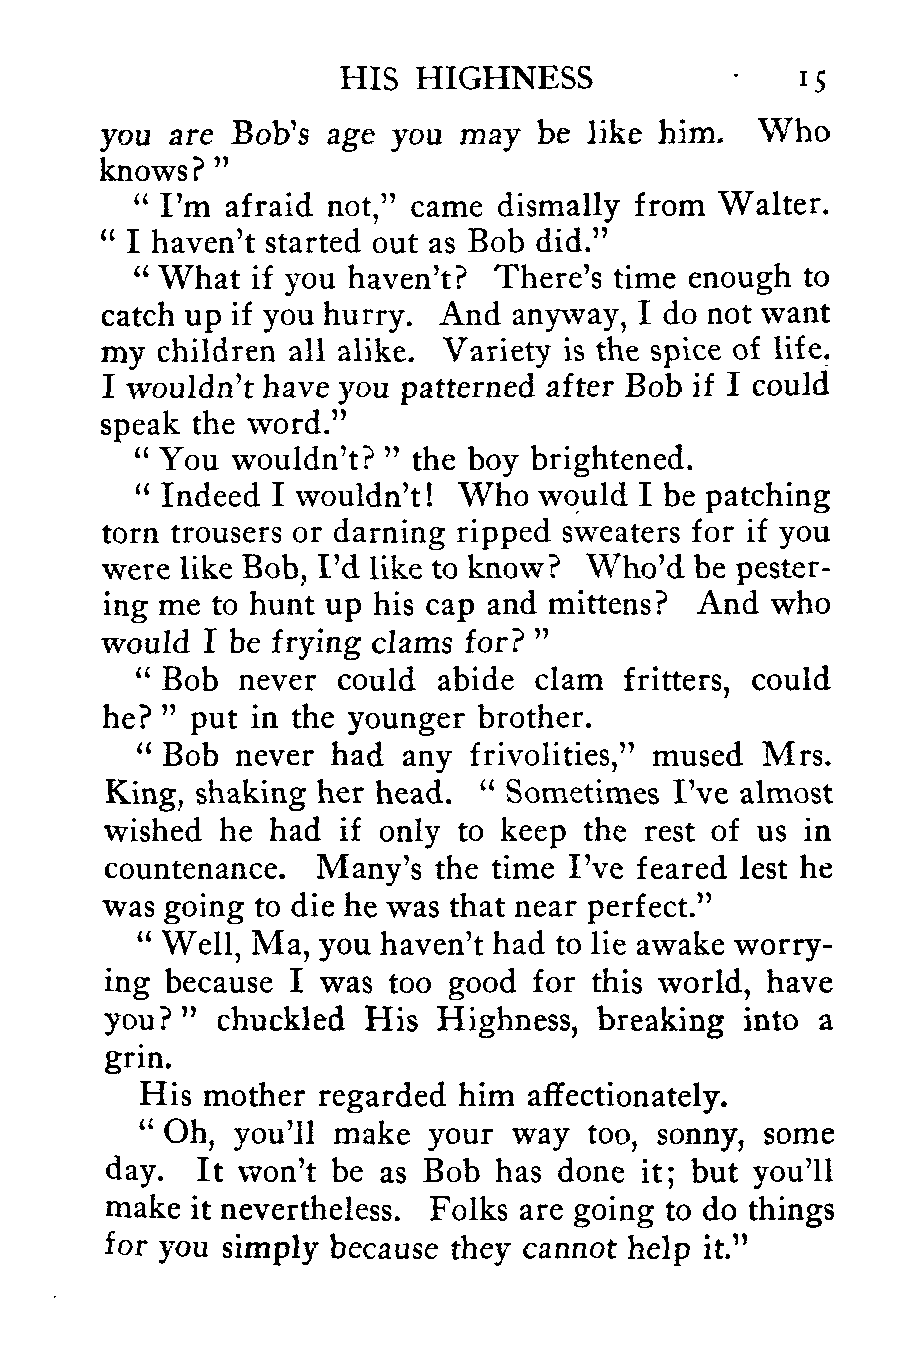 HIS HIGHNESS 15
you are Bob's age you may be like him. Who
knows? "
" I'm afraid not," came dismally from Walter.
" I haven't started out as Bob did."
" What if you haven't? There's time enough to
catch up if you hurry. And anyway, I do not want
my children all alike. Variety is the spice of life.
I wouldn't have you patterned after Bob if I could
speak the word."
" You wouldn't? " the boy brightened.
" Indeed I wouldn't! Who would I be patching
torn trousers or darning ripped sweaters for if you
were like Bob, I'd like to know? Who'd be pester-
ing me to hunt up his cap and mittens? And who
would I be frying clams for? "
" Bob never could abide clam fritters, could
he? " put in the younger brother.
" Bob never had any frivolities," mused Mrs.
King, shaking her head. " Sometimes I've almost
wished he had if only to keep the rest of us in
countenance. Many's the time I've feared lest he
was going to die he was that near perfect."
" Well, Ma, you haven't had to lie awake worry-
ing because I was too good for this world, have
you? " chuckled His Highness, breaking into a
grin.
His mother regarded him affectionately.
" Oh, you'll make your way too, sonny, some
day. It won't be as Bob has done it; but you'll
make it nevertheless. Folks are going to do things
for you simply because they cannot help it."